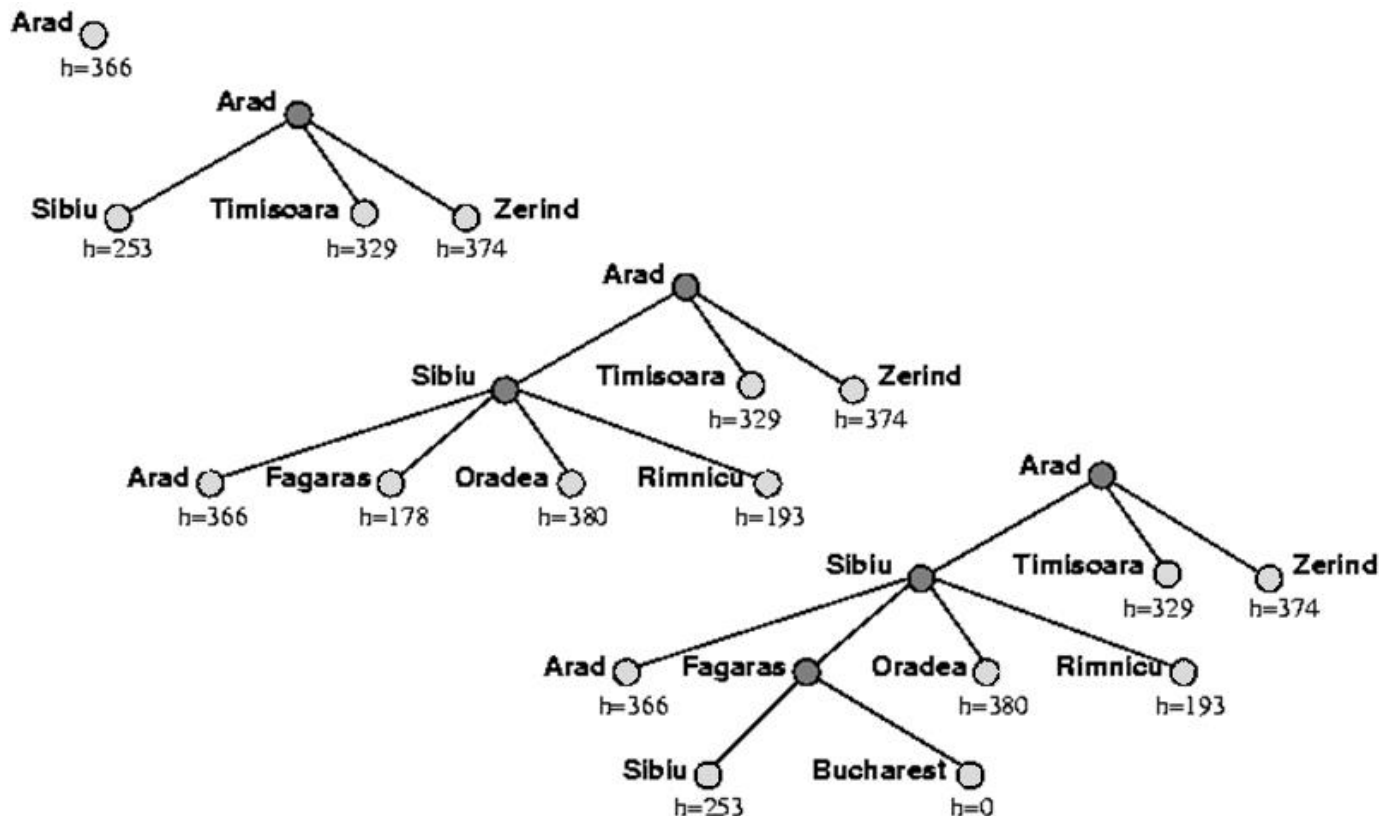 Arad
h=366
Arad
Sibiu Timisoara Zerind
h=253 h=329 h=374
Arad
Sibiu Timisoara Zerind
h=329 h=374
Arad Fagaras Oradea Rimnicu
h=366 h=178 h=380 h=193
Arad
Sibiu Timisoara Zerind
h=329 h=374
Arad Fagaras Oradea Rimnicu
h=366 h=380 h=193
Sibiu Bucharest
h=253 h=0